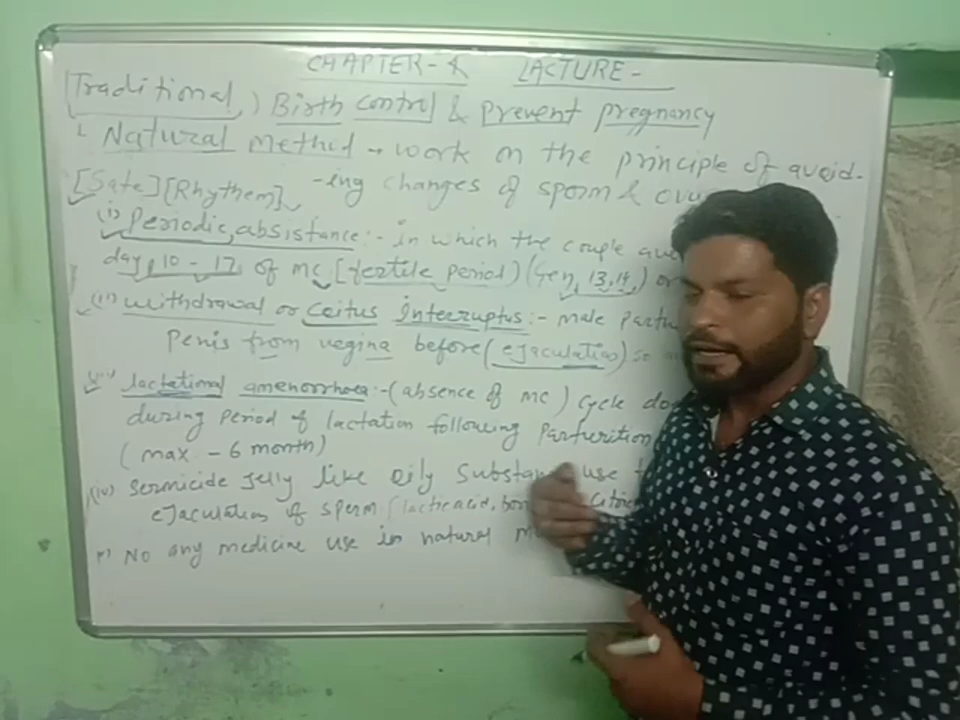 CHAPTER-4 LACTURE-
[Traditional,) Birth control & Prevent pregnancy
Natural Method → work on the principle of avoid-
[Safe][Rhythem] -ing changes of sperm & ovu
(i) Periodic absistance:- in which the couple
day, 10 - 17 of MC [fertile period) (Gen, 13,14,) or
(ii) withdrawal or Coitus Interruptus:- male
Penis from vegina before (ejaculation) so
(iii) lactational amenorrhoea:- (absence of MC) cycle do
during period of lactation following Parturition
(max - 6 month)
(iv) Sermicide Jelly like Oily Substan use
ejaculation of sperm (lactic acid, citric
(v) No any medicine use in natural